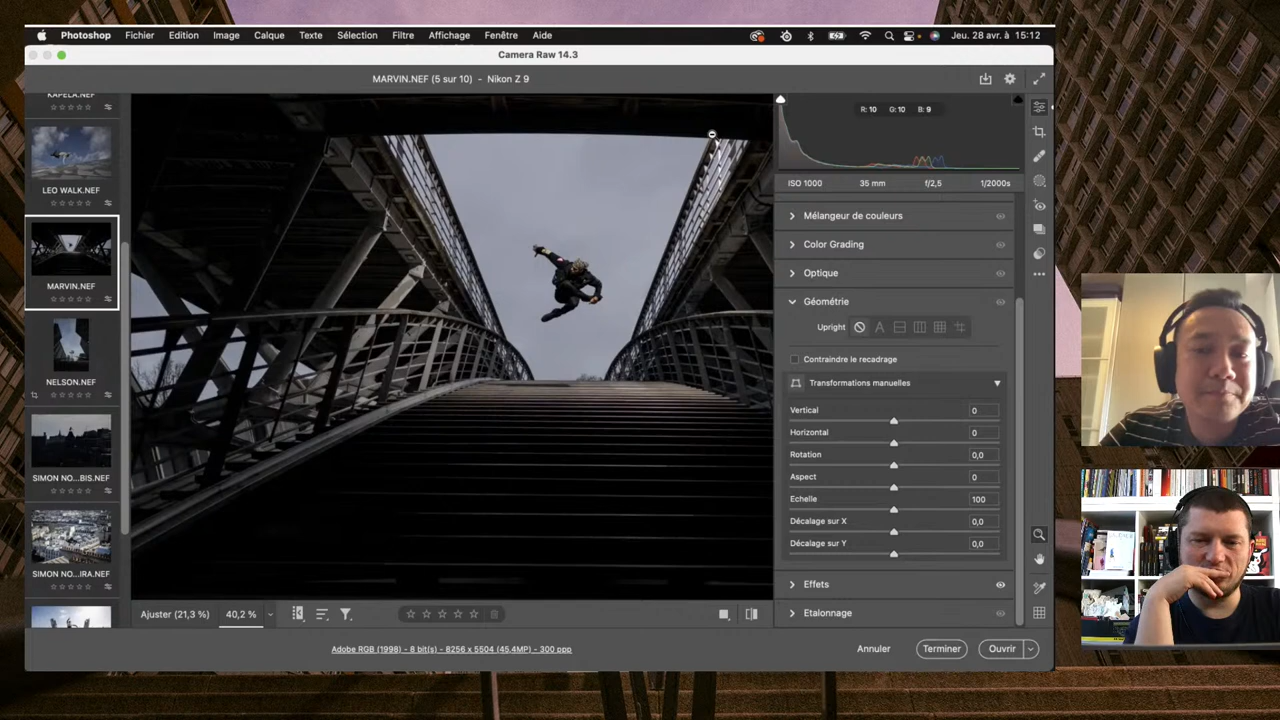 Photoshop Fichier Edition Image Calque Texte Sélection Filtre Affichage Fenêtre Aide Jeu. 28 avr. à 15:12
Camera Raw 14.3
MARVIN.NEF (5 sur 10) - Nikon Z 9
KAPELA.NEF
LEO WALK.NEF
MARVIN.NEF
NELSON.NEF
SIMON NO...BIS.NEF
SIMON NO...IRA.NEF
R: 10 G: 10 B: 9
ISO 1000 35 mm f/2,5 1/2000s
Mélangeur de couleurs
Color Grading
Optique
Géométrie
Upright A
Contraindre le recadrage
Transformations manuelles
Vertical 0
Horizontal 0
Rotation 0,0
Aspect 0
Echelle 100
Décalage sur X 0,0
Décalage sur Y 0,0
Effets
Etalonnage
Ajuster (21,3 %) 40,2 %
Adobe RGB (1998) - 8 bit(s) - 8256 x 5504 (45.4MP) - 300 ppp
Annuler Terminer Ouvrir